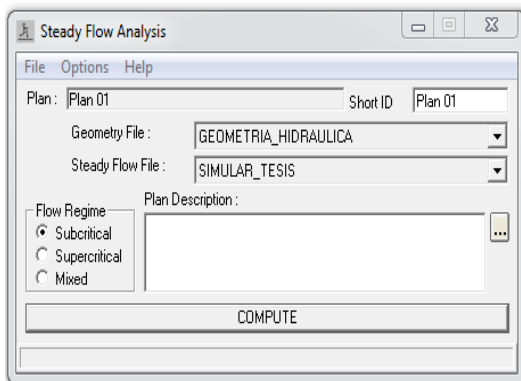 Steady Flow Analysis
File Options Help
Plan : Plan 01 Short ID Plan 01
Geometry File : GEOMETRIA_HIDRAULICA
Steady Flow File : SIMULAR_TESIS
Plan Description :
Flow Regime
Subcritical
Supercritical
Mixed
...
COMPUTE